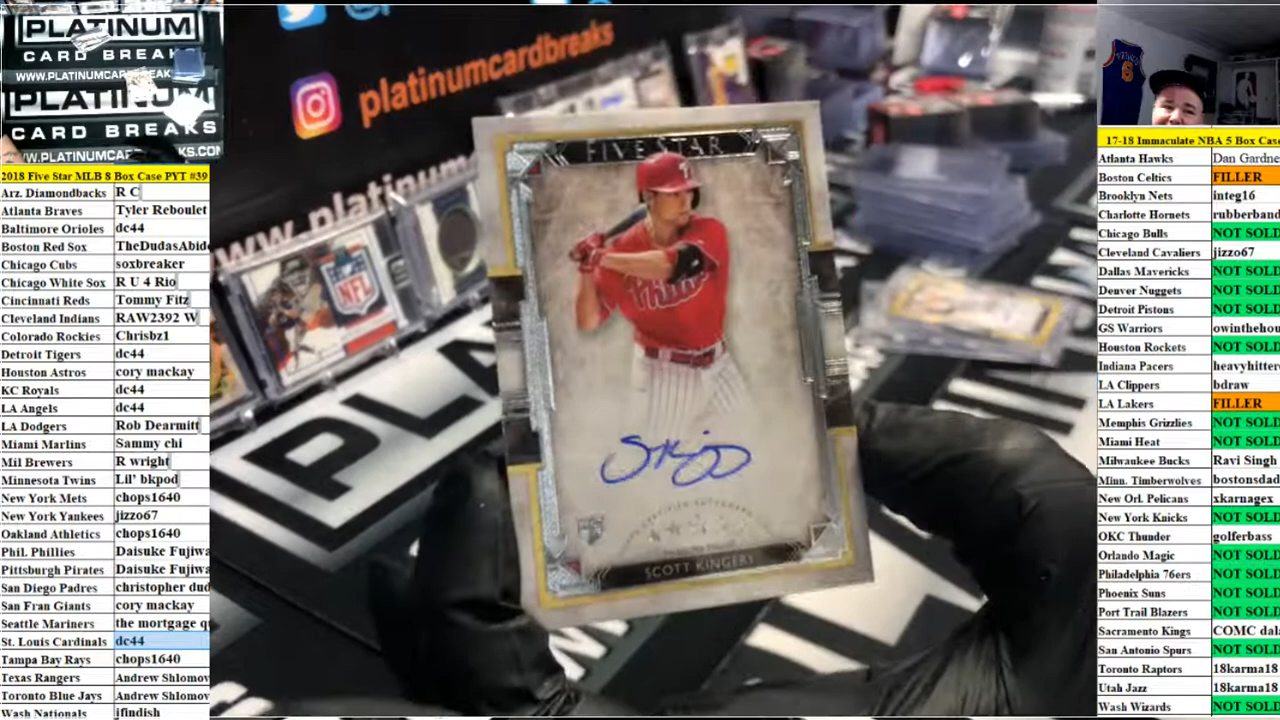 PLATINUM
CARD BREAKS
WWW.PLATINUMCARDBREAK
PLATINUM
CARD BREAKS
WW.PLATINUMCARDBREAKS.CO
2018 Five Star MLB 8 Box Case PYT #39
Arz. Diamondbacks R C
Atlanta Braves Tyler Reboulet
Baltimore Orioles dc44
Boston Red Sox TheDudasAbid
Chicago Cubs soxbreaker
Chicago White Sox R U 4 Rio
Cincinnati Reds Tommy Fitz
Cleveland Indians RAW2392 W
Colorado Rockies Chrisbz1
Detroit Tigers dc44
Houston Astros cory mackay
KC Royals dc44
LA Angels dc44
LA Dodgers Rob Dearmitt
Miami Marlins Sammy chi
Mil Brewers R wright
Minnesota Twins Lil' bkpod
New York Mets chops1640
New York Yankees jizzo67
Oakland Athletics chops1640
Phil. Phillies Daisuke Fujiwa
Pittsburgh Pirates Daisuke Fujiwa
San Diego Padres christopher dud
San Fran Giants cory mackay
Seattle Mariners the mortgage g
St. Louis Cardinals dc44
Tampa Bay Rays chops1640
Texas Rangers Andrew Shlomov
Toronto Blue Jays Andrew Shlomov
Wash Nationals jfindish
platinumcardbreaks
www.platinum
NFL
PLA
FIVE STAR
Phillies
CERTIFIED AUTOGRAPH
SCOTT KINGERY
6
17-18 Immaculate NBA 5 Box Case
Atlanta Hawks Dan Gardne
Boston Celtics FILLER
Brooklyn Nets integ16
Charlotte Hornets rubberband
Chicago Bulls NOT SOLD
Cleveland Cavaliers jizzo67
Dallas Mavericks NOT SOLD
Denver Nuggets NOT SOLD
Detroit Pistons NOT SOLD
GS Warriors owinthehou
Houston Rockets NOT SOLD
Indiana Pacers heavyhitter
LA Clippers bdraw
LA Lakers FILLER
Memphis Grizzlies NOT SOLD
Miami Heat NOT SOLD
Milwaukee Bucks Ravi Singh
Minn. Timberwolves bostonsdad
New Orl. Pelicans xkarnagex
New York Knicks NOT SOLD
OKC Thunder golferbass
Orlando Magic NOT SOLD
Philadelphia 76ers NOT SOLD
Phoenix Suns NOT SOLD
Port Trail Blazers NOT SOLD
Sacramento Kings COMC dal
San Antonio Spurs NOT SOLD
Toronto Raptors 18karma18
Utah Jazz 18karma18
Wash Wizards NOT SOLD